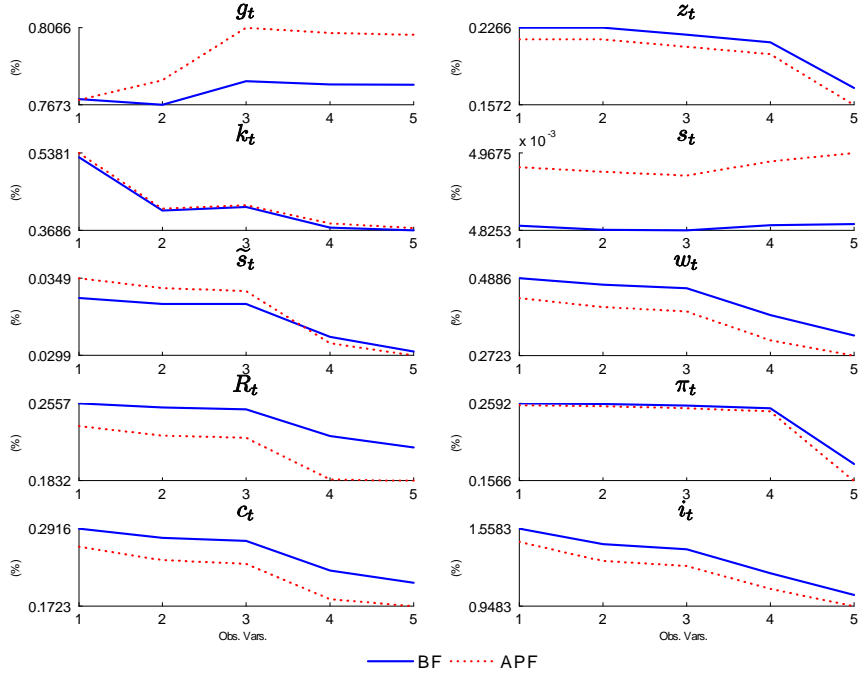 g_t
0.8066
(%)
0.7673
1 2 3 4 5
z_t
0.2266
(%)
0.1572
1 2 3 4 5
k_t
0.5381
(%)
0.3686
1 2 3 4 5
s_t
x 10^-3
4.9675
(%)
4.8253
1 2 3 4 5
s̃_t
0.0349
(%)
0.0299
1 2 3 4 5
w_t
0.4886
(%)
0.2723
1 2 3 4 5
R_t
0.2557
(%)
0.1832
1 2 3 4 5
π_t
0.2592
(%)
0.1566
1 2 3 4 5
c_t
0.2916
(%)
0.1723
1 2 3 4 5
Obs. Vars.
i_t
1.5583
(%)
0.9483
1 2 3 4 5
Obs. Vars.
BF APF